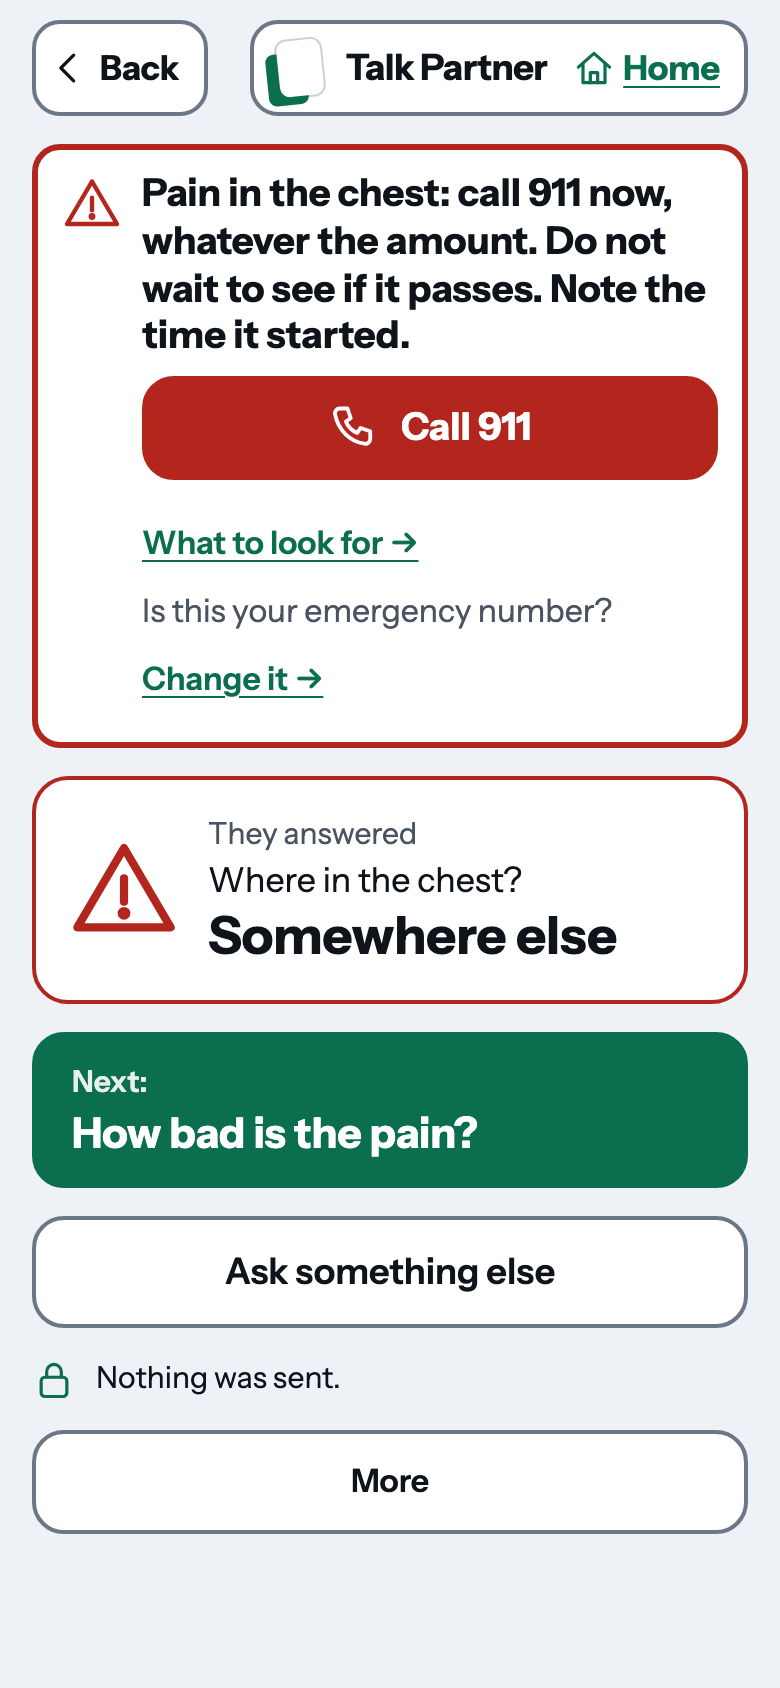 Back
Talk Partner
Home
Pain in the chest: call 911 now,
whatever the amount. Do not
wait to see if it passes. Note the
time it started.
Call 911
What to look for →
Is this your emergency number?
Change it →
They answered
Where in the chest?
Somewhere else
Next:
How bad is the pain?
Ask something else
Nothing was sent.
More